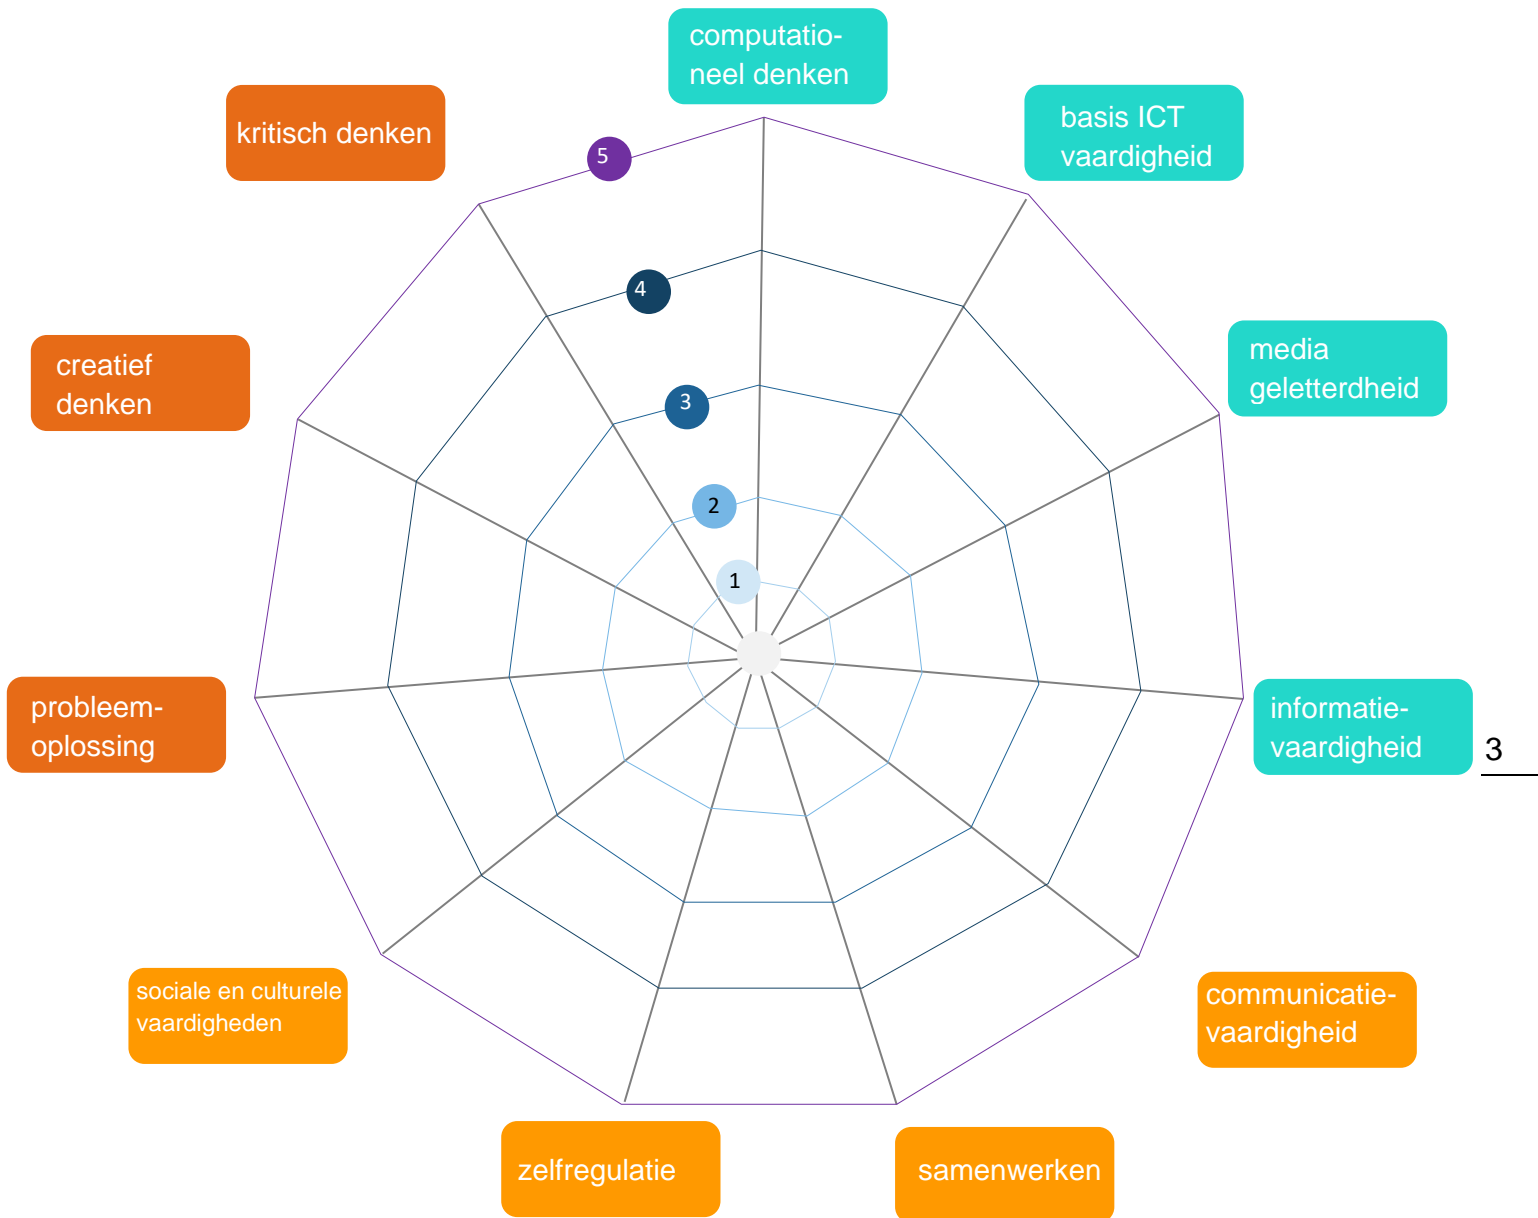 computatio-
neel denken
kritisch denken
basis ICT
vaardigheid
5
4
media
geletterdheid
creatief
denken
3
2
1
probleem-
oplossing
informatie-
vaardigheid
3
sociale en culturele
vaardigheden
communicatie-
vaardigheid
zelfregulatie
samenwerken